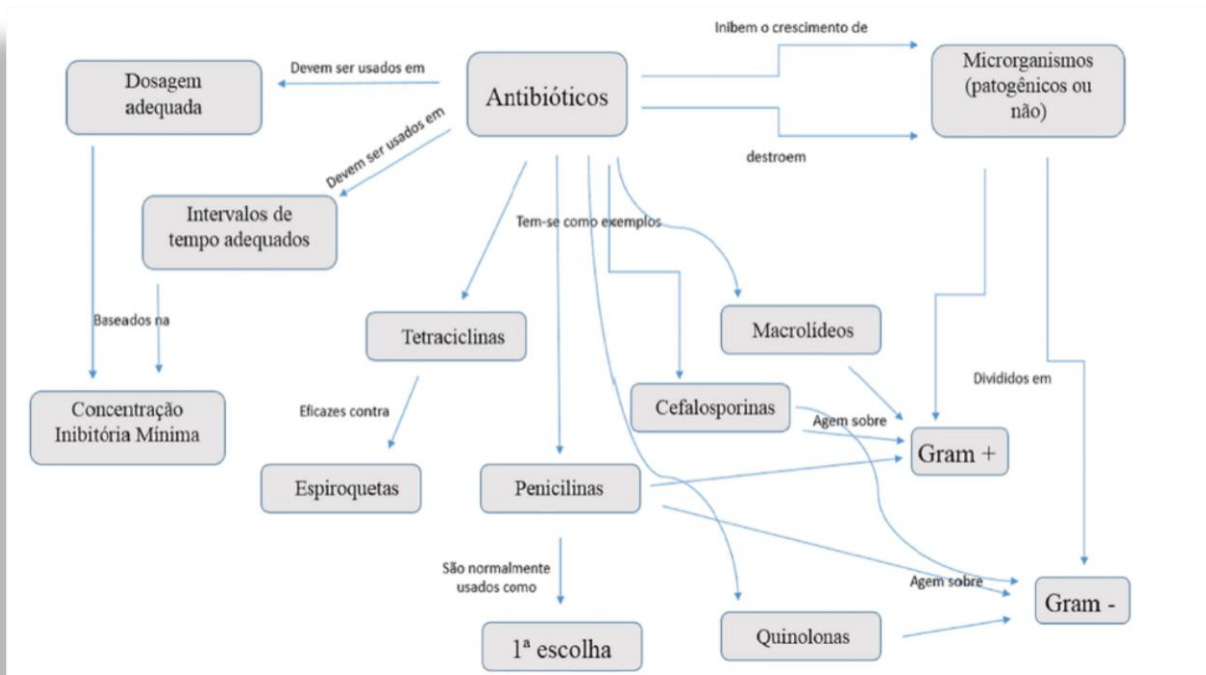 Inibem o crescimento de
Dosagem
adequada
Devem ser usados em
Antibióticos
Microrganismos
(patogênicos ou
não)
Devem ser usados em
destroem
Intervalos de
tempo adequados
Tem-se como exemplos
Baseados na
Tetraciclinas
Macrolídeos
Divididos em
Concentração
Inibitória Mínima
Eficazes contra
Cefalosporinas
Agem sobre
Gram +
Espiroquetas
Penicilinas
São normalmente
usados como
Agem sobre
Gram -
1ª escolha
Quinolonas